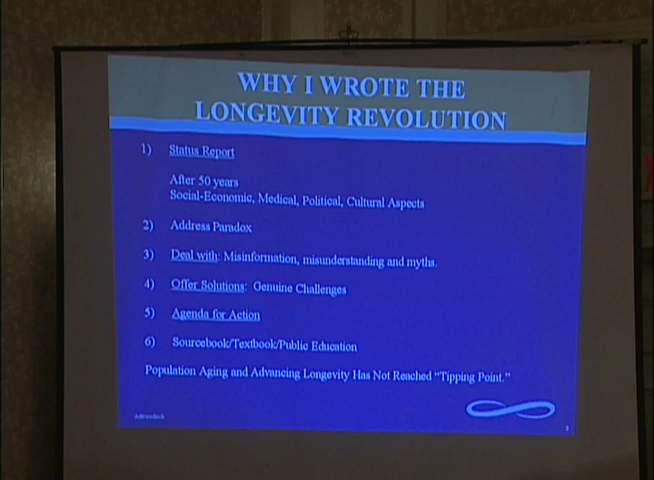 WHY I WROTE THE
LONGEVITY REVOLUTION
1) Status Report
After 50 years
Social-Economic, Medical, Political, Cultural Aspects
2) Address Paradox
3) Deal with: Misinformation, misunderstanding and myths.
4) Offer Solutions: Genuine Challenges
5) Agenda for Action
6) Sourcebook/Textbook/Public Education
Population Aging and Advancing Longevity Has Not Reached "Tipping Point."